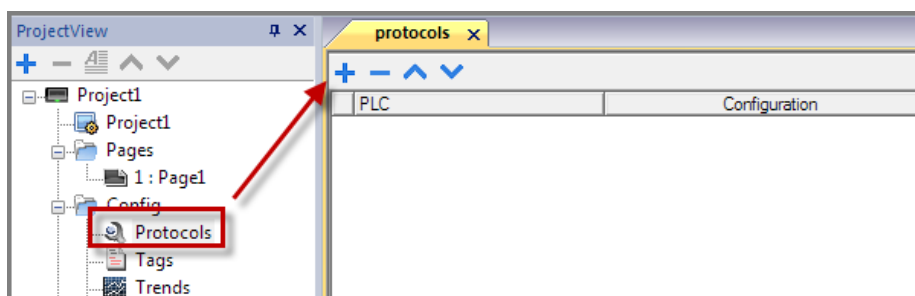 ProjectView
protocols
PLC Configuration
Project1
Project1
Pages
1 : Page1
Config
Protocols
Tags
Trends